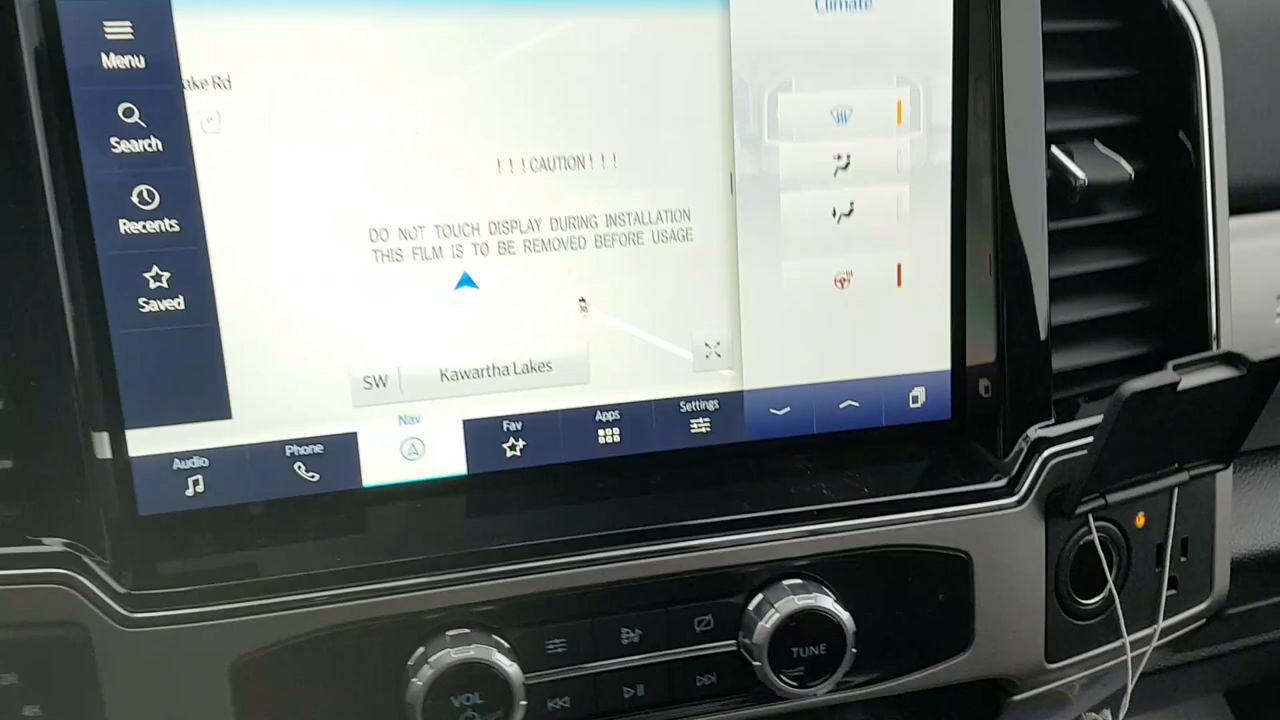 Climate
Menu
ake Rd
Search
! ! ! CAUTION ! ! !
Recents
DO NOT TOUCH DISPLAY DURING INSTALLATION
THIS FILM IS TO BE REMOVED BEFORE USAGE
Saved
SW
Kawartha Lakes
Audio
Phone
Nav
Fav
Apps
Settings
VOL
TUNE